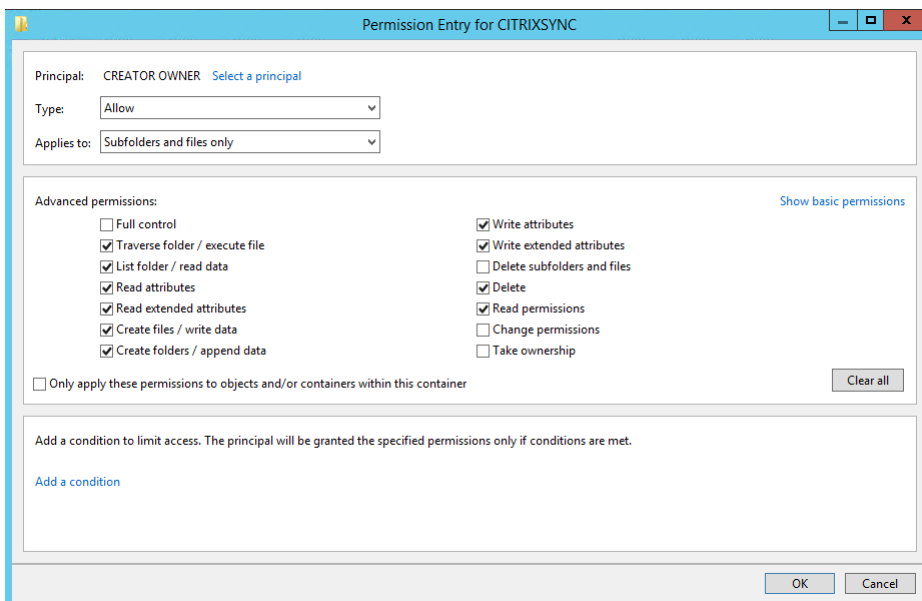 Permission Entry for CITRIXSYNC
Principal: CREATOR OWNER Select a principal
Type: Allow
Applies to: Subfolders and files only
Advanced permissions: Show basic permissions
Full control
Traverse folder / execute file
List folder / read data
Read attributes
Read extended attributes
Create files / write data
Create folders / append data
Write attributes
Write extended attributes
Delete subfolders and files
Delete
Read permissions
Change permissions
Take ownership
Only apply these permissions to objects and/or containers within this container
Clear all
Add a condition to limit access. The principal will be granted the specified permissions only if conditions are met.
Add a condition
OK Cancel